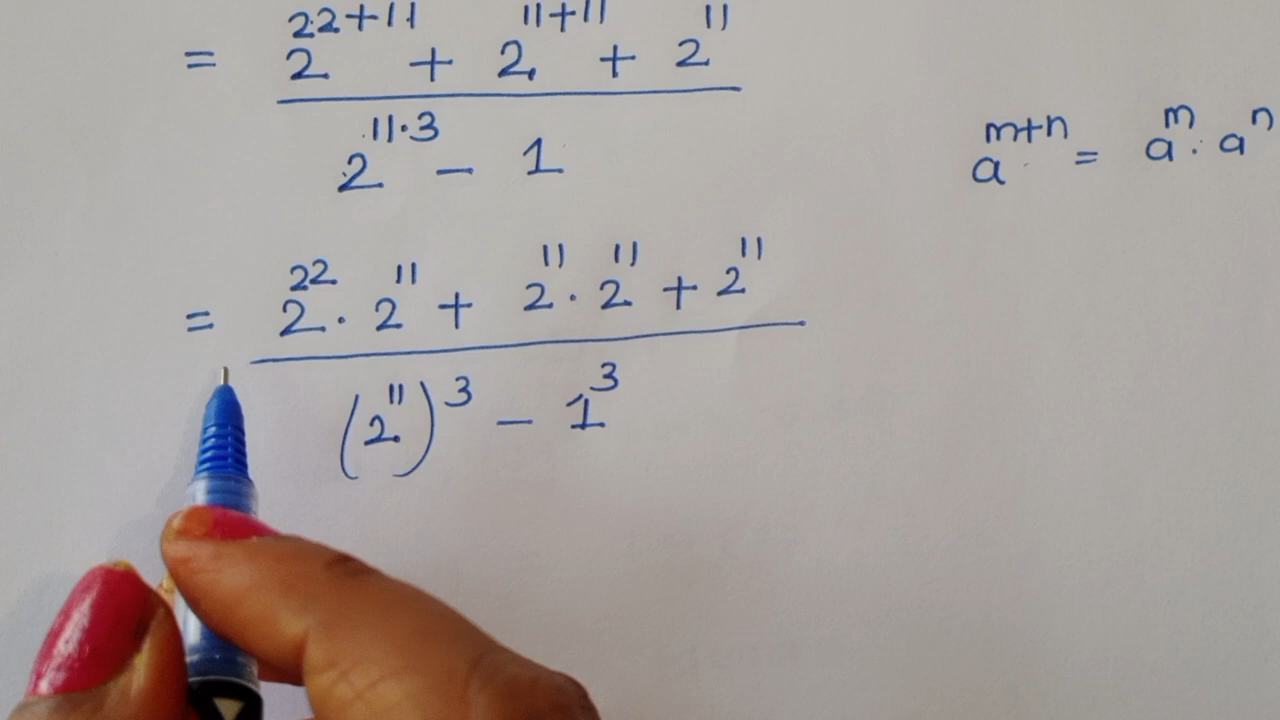 = (2^{22+11} + 2^{11+11} + 2^{11}) / (2^{11·3} - 1)
a^{m+n} = a^m · a^n
= (2^{22} · 2^{11} + 2^{11} · 2^{11} + 2^{11}) / ((2^{11})^3 - 1^3)